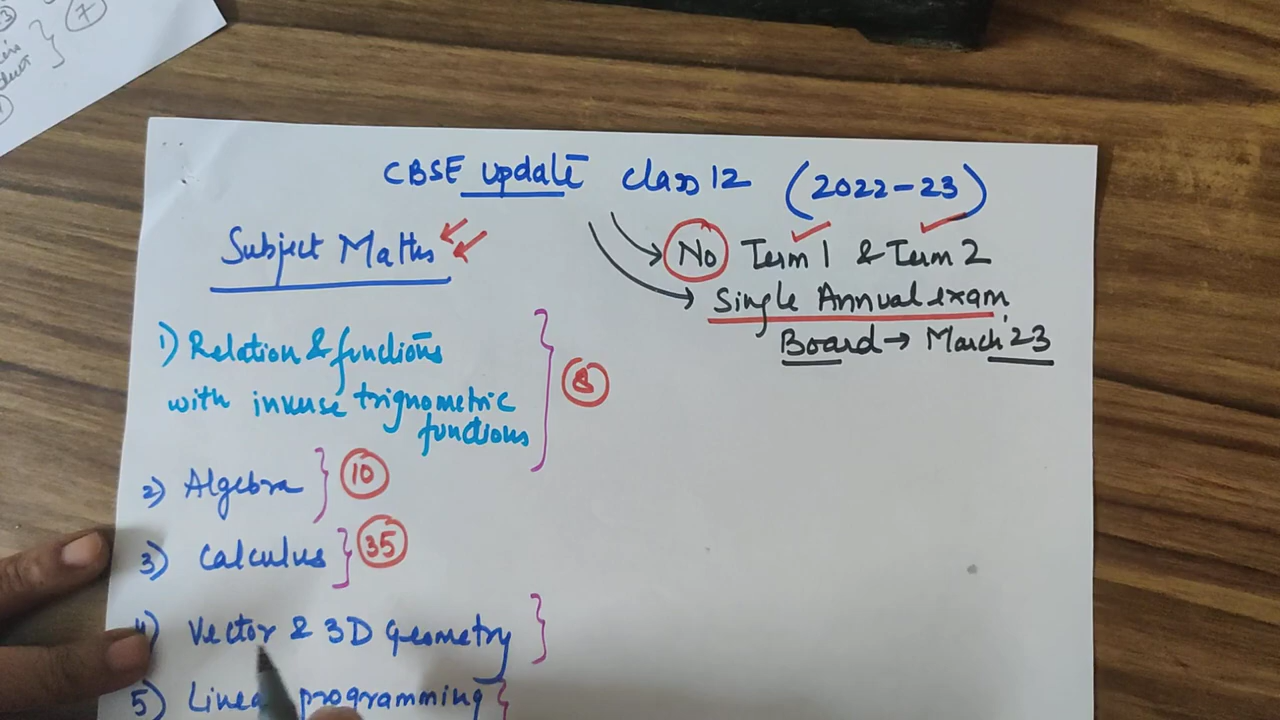 7
CBSE update class 12 (2022-23)
Subject Maths
No Term 1 & Term 2
Single Annual exam
Board → March'23
1) Relation & functions
with inverse trignometric
functions
8
2) Algebra 10
3) Calculus 35
4) Vector & 3D Geometry
5) Linear programming